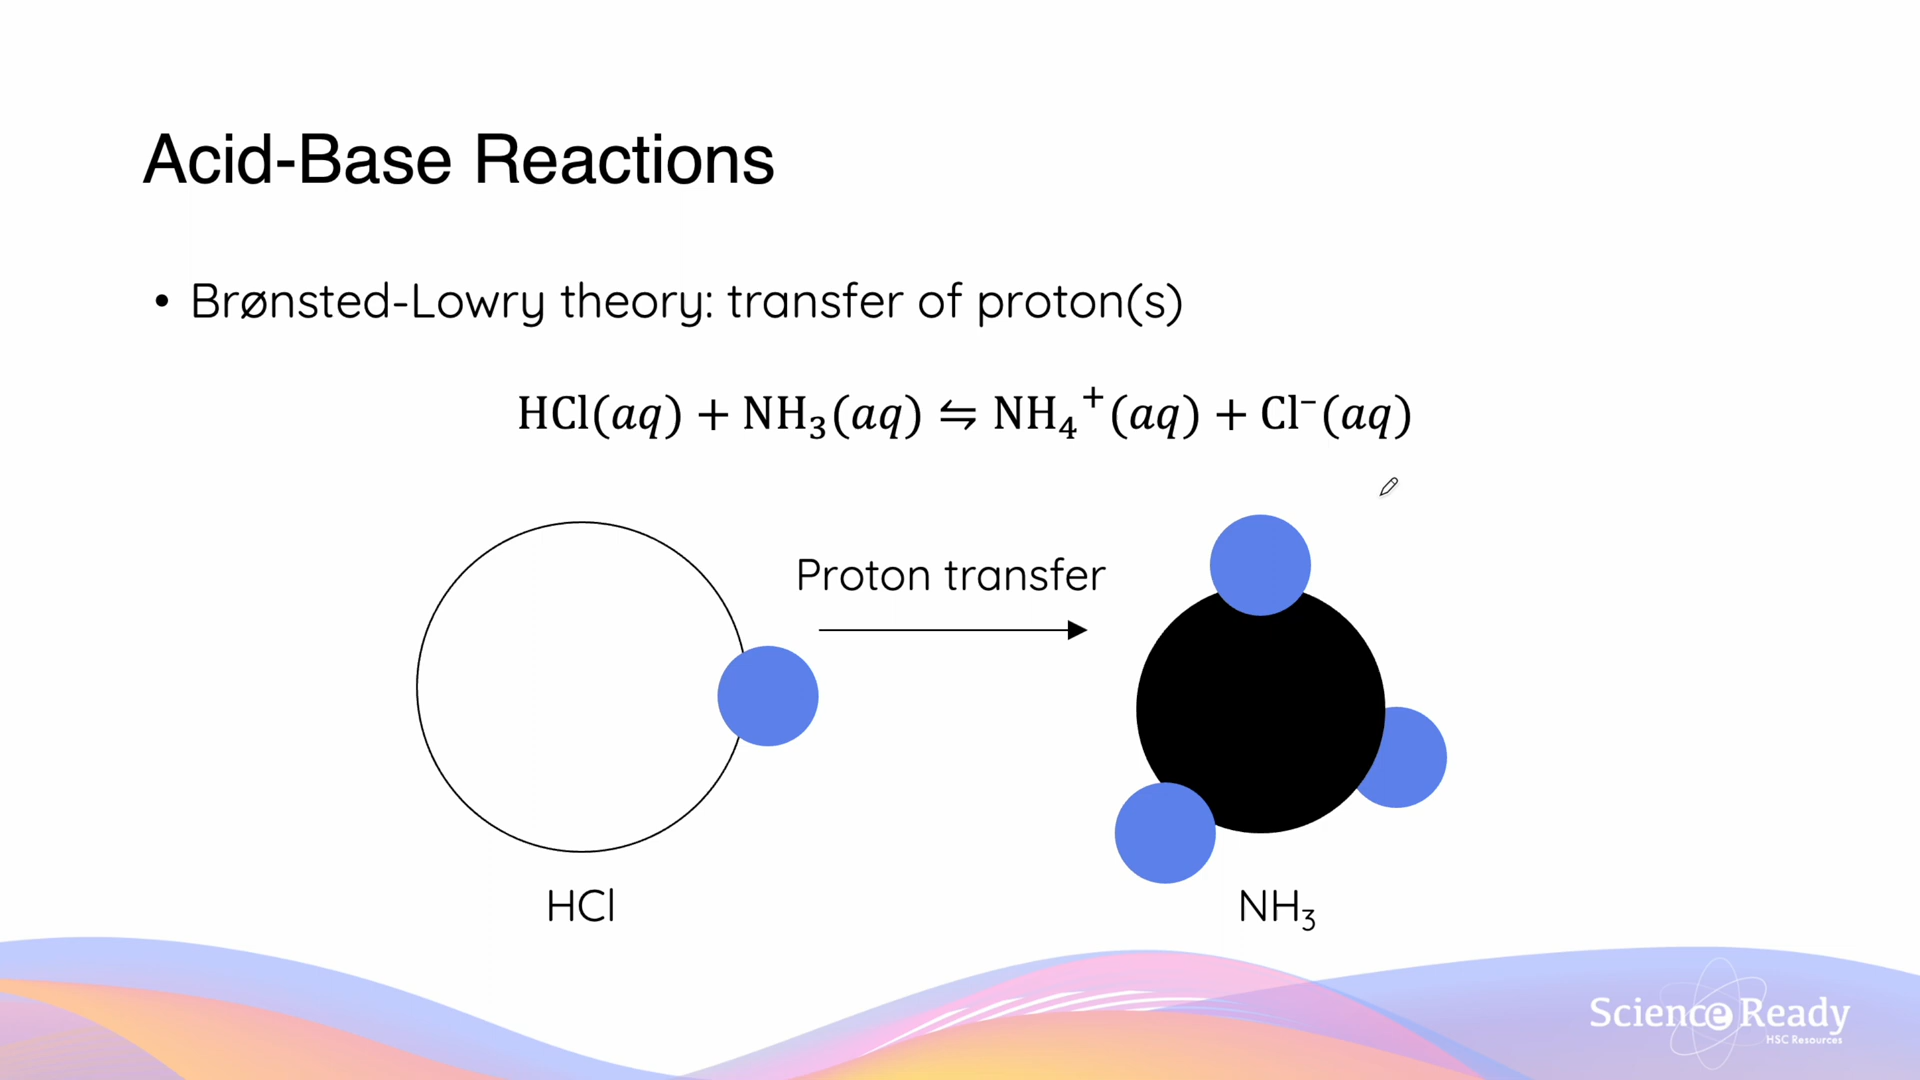 Acid-Base Reactions
• Brønsted-Lowry theory: transfer of proton(s)
HCl(aq) + NH₃(aq) ⇋ NH₄⁺(aq) + Cl⁻(aq)
Proton transfer
HCl
NH₃
Science Ready
HSC Resources